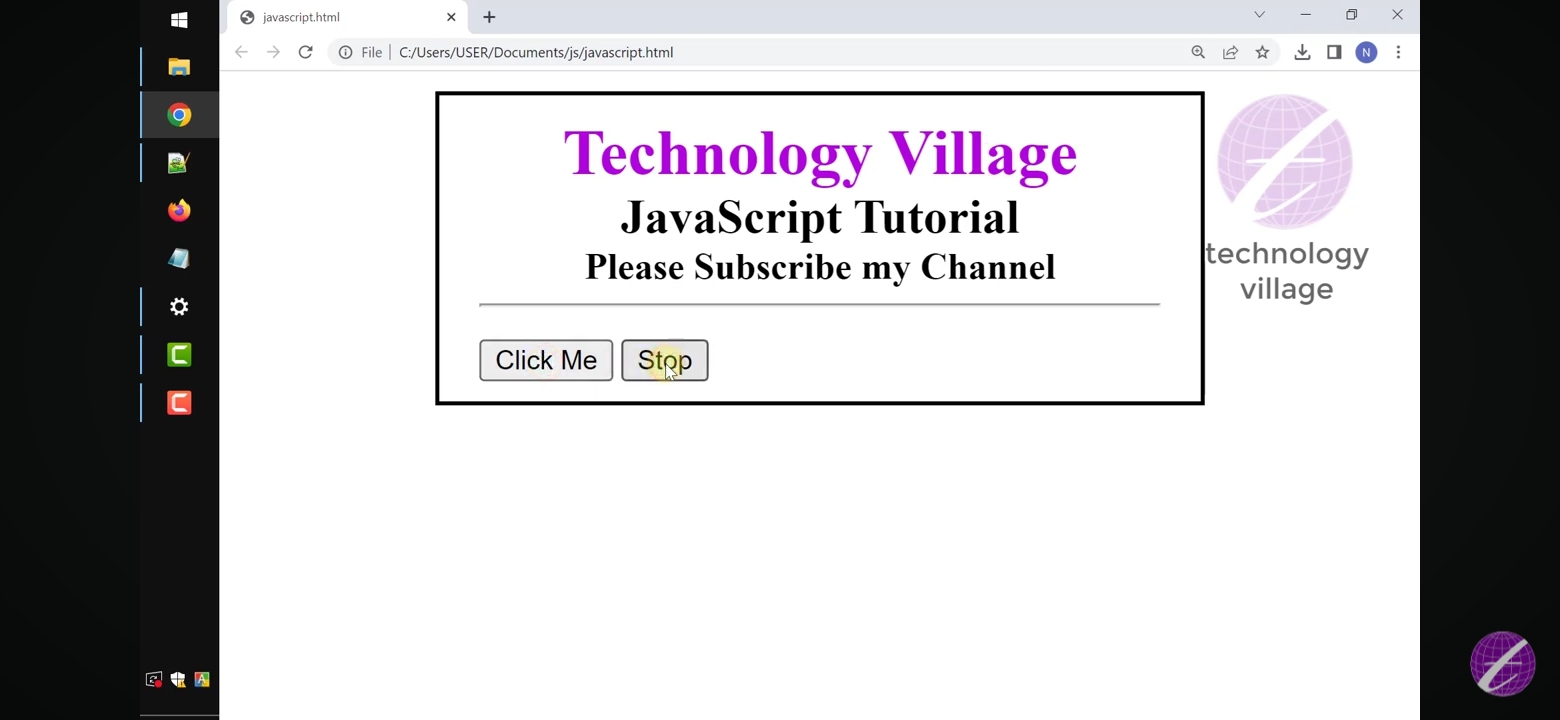 javascript.html
File C:/Users/USER/Documents/js/javascript.html N
Technology Village
JavaScript Tutorial
Please Subscribe my Channel
Click Me Stop
technology
village